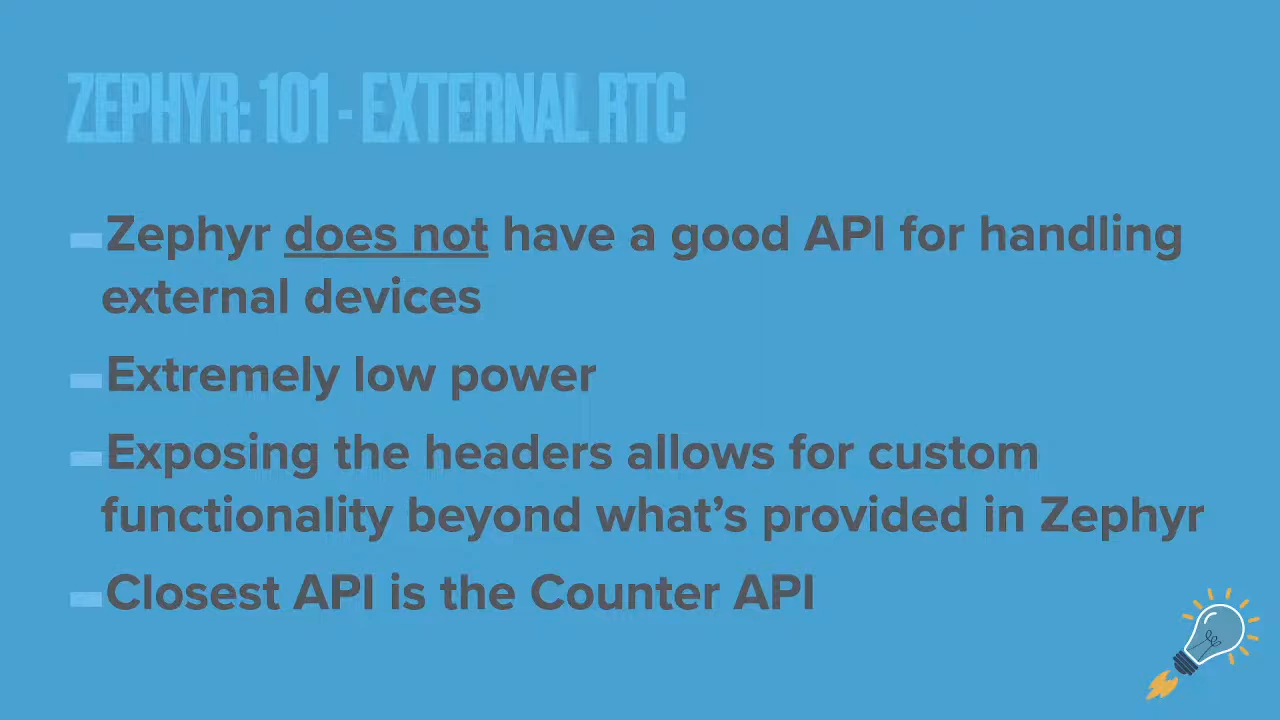 ZEPHYR: 101 - EXTERNAL RTC
Zephyr does not have a good API for handling
external devices
Extremely low power
Exposing the headers allows for custom
functionality beyond what's provided in Zephyr
Closest API is the Counter API